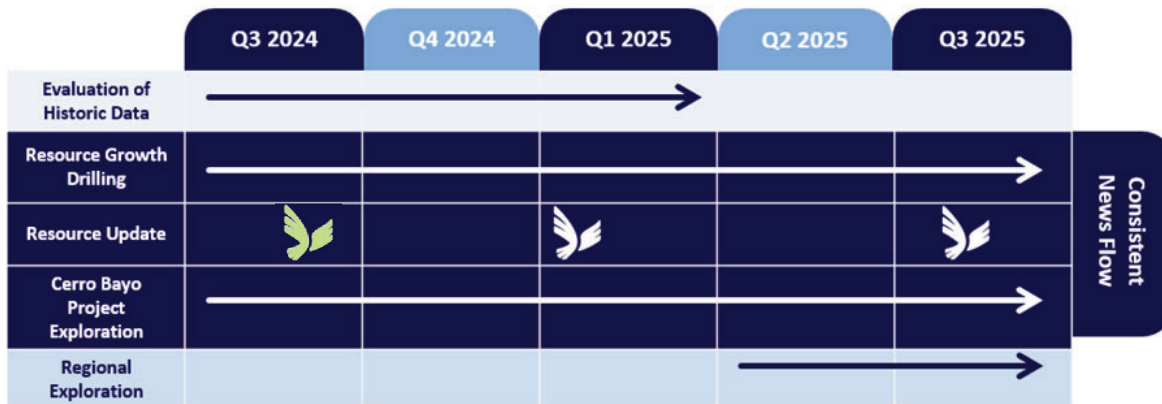 Q3 2024 Q4 2024 Q1 2025 Q2 2025 Q3 2025
Evaluation of
Historic Data
Resource Growth
Drilling
Resource Update
Cerro Bayo
Project
Exploration
Regional
Exploration
Consistent
News Flow